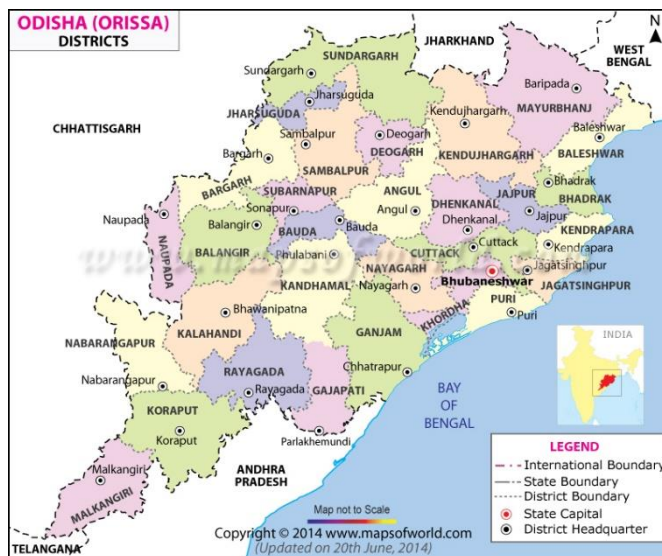 ODISHA (ORISSA)
DISTRICTS
N
JHARKHAND
WEST
BENGAL
CHHATTISGARH
SUNDARGARH
Sundargarh
Jharsuguda
JHARSUGUDA
Baripada
MAYURBHANJ
Kendujhargarh
KENDUJHARGARH
Sambalpur
SAMBALPUR
Deogarh
DEOGARH
Baleshwar
BALESHWAR
Bargarh
BARGARH
SUBARNAPUR
Sonapur
ANGUL
Angul
DHENKANAL
Dhenkanal
JAJPUR
Jajpur
Bhadrak
BHADRAK
Naupada
NAUPADA
Balangir
BALANGIR
BAUDA
Bauda
CUTTACK
Cuttack
KENDRAPARA
Kendrapara
Phulabani
KANDHAMAL
NAYAGARH
Nayagarh
Bhubaneshwar
KHORDHA
Jagatsinghpur
JAGATSINGHPUR
PURI
Puri
www.mapsofworld.com
Bhawanipatna
KALAHANDI
GANJAM
Chhatrapur
NABARANGAPUR
Nabarangapur
RAYAGADA
Rayagada
GAJAPATI
Parlakhemundi
KORAPUT
Koraput
Malkangiri
MALKANGIRI
ANDHRA
PRADESH
TELANGANA
BAY
OF
BENGAL
INDIA
LEGEND
International Boundary
State Boundary
District Boundary
State Capital
District Headquarter
Map not to Scale
Copyright © 2014 www.mapsofworld.com
(Updated on 20th June, 2014)